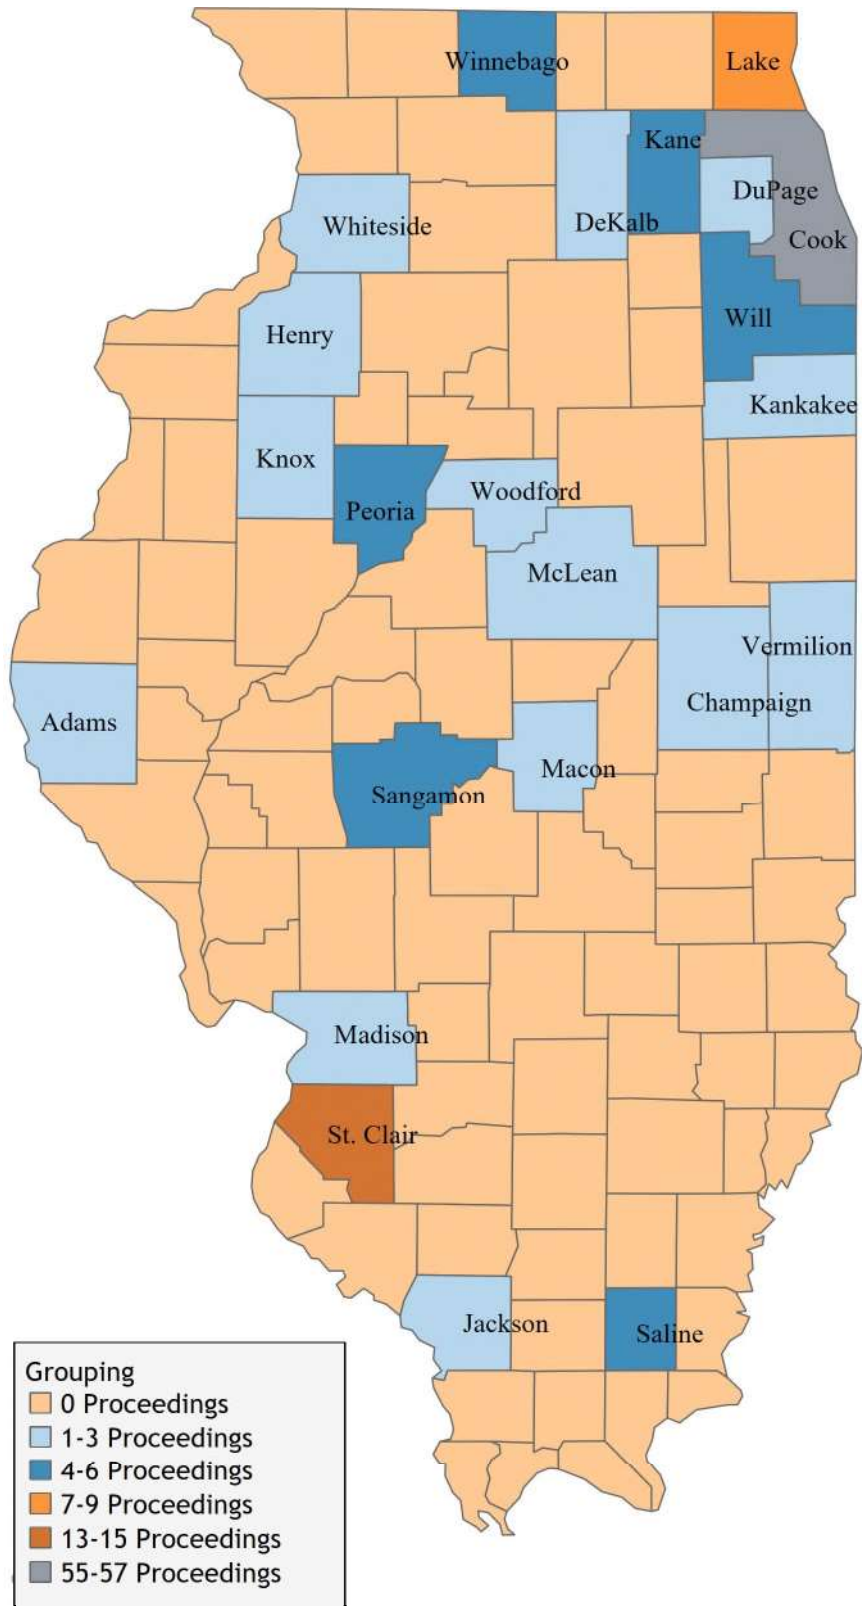 Winnebago
Lake
Kane
DuPage
Whiteside
DeKalb
Cook
Will
Henry
Kankakee
Knox
Woodford
Peoria
McLean
Vermilion
Champaign
Adams
Macon
Sangamon
Madison
St. Clair
Jackson
Saline
Grouping
0 Proceedings
1-3 Proceedings
4-6 Proceedings
7-9 Proceedings
13-15 Proceedings
55-57 Proceedings